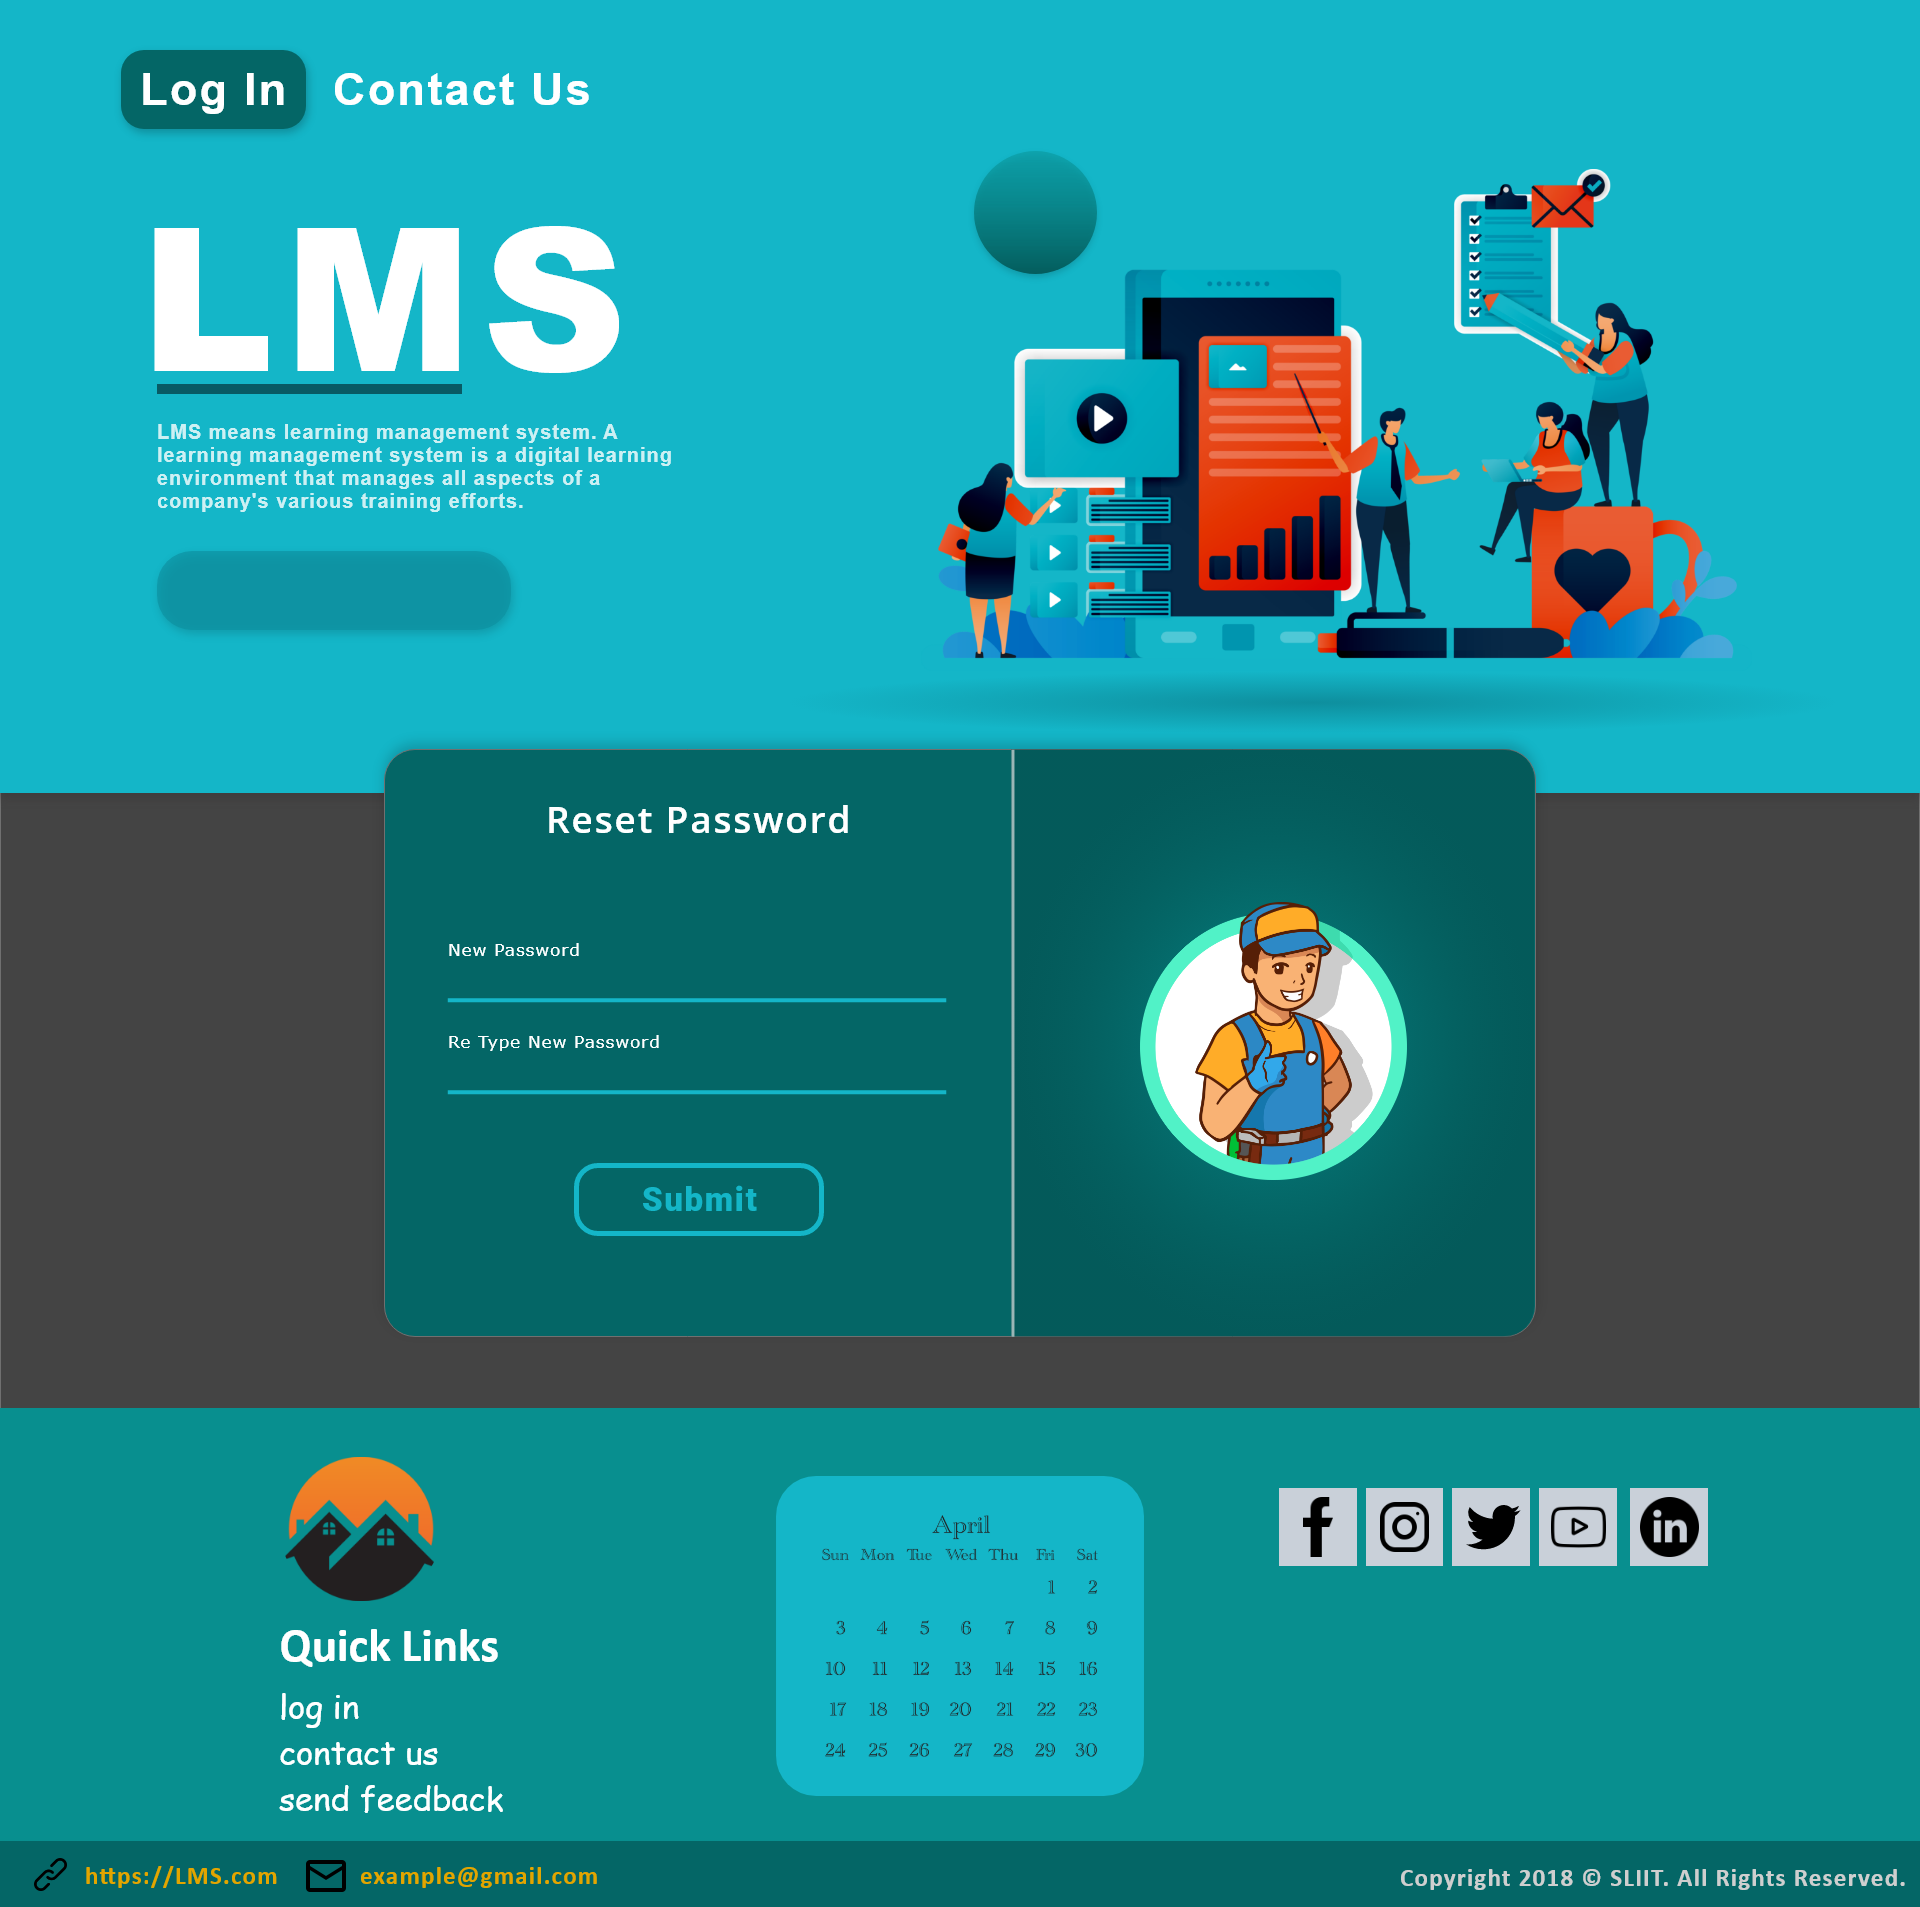 Log In Contact Us
LMS
LMS means learning management system. A
learning management system is a digital learning
environment that manages all aspects of a
company's various training efforts.
Reset Password
New Password
Re Type New Password
Submit
Quick Links
log in
contact us
send feedback
April
Sun Mon Tue Wed Thu Fri Sat
1 2
3 4 5 6 7 8 9
10 11 12 13 14 15 16
17 18 19 20 21 22 23
24 25 26 27 28 29 30
f in
https://LMS.com example@gmail.com
Copyright 2018 © SLIIT. All Rights Reserved.